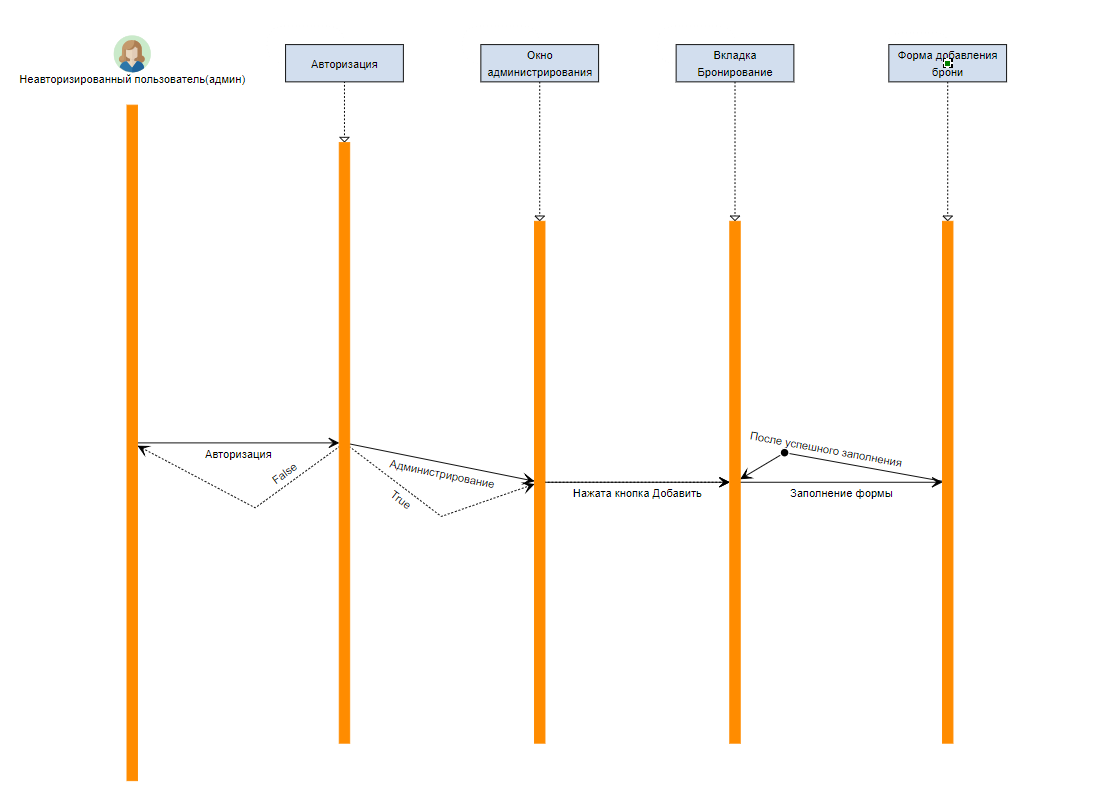 Неавторизированный пользователь(админ)
Авторизация
Окно
администрирования
Вкладка
Бронирование
Форма добавления
брони
Авторизация
False
Администрирование
True
Нажата кнопка Добавить
После успешного заполнения
Заполнение формы